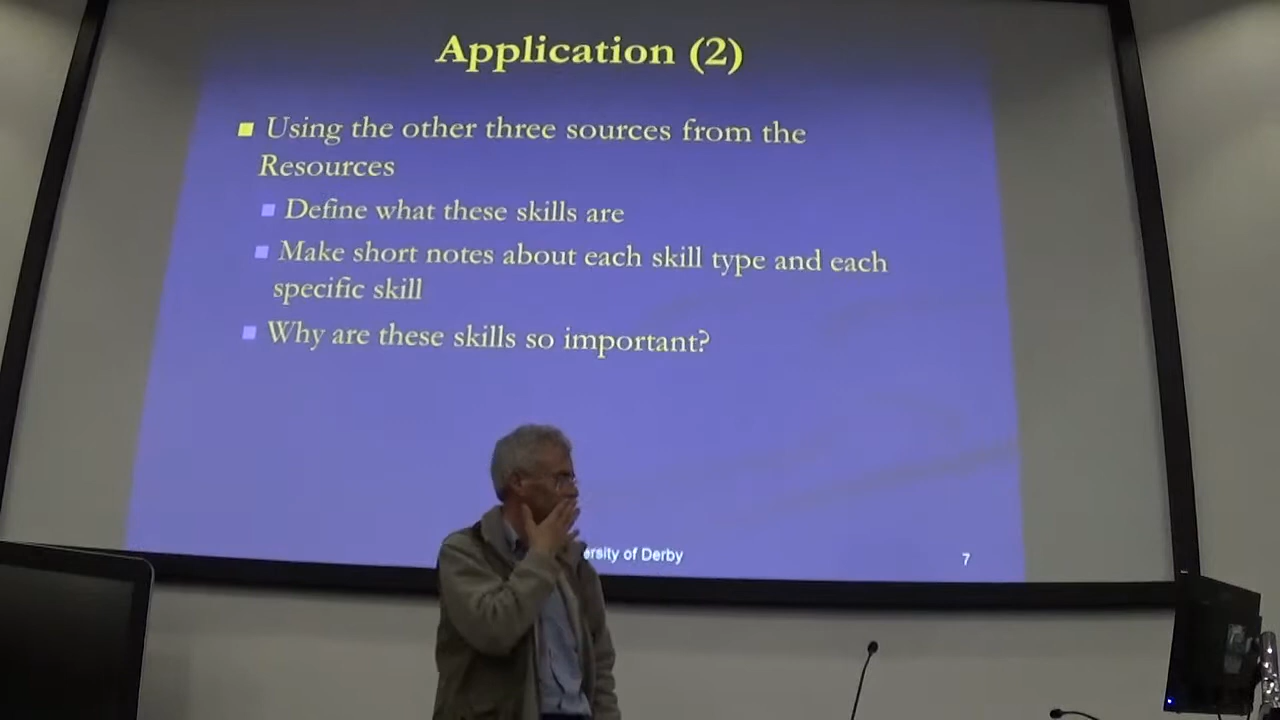 Application (2)
Using the other three sources from the
Resources
Define what these skills are
Make short notes about each skill type and each
specific skill
Why are these skills so important?
of Derby
7